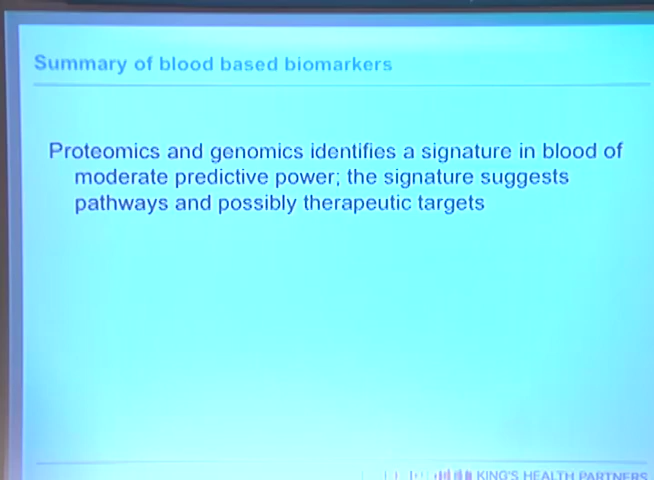 Summary of blood based biomarkers
Proteomics and genomics identifies a signature in blood of
moderate predictive power; the signature suggests
pathways and possibly therapeutic targets
KING'S HEALTH PARTNERS